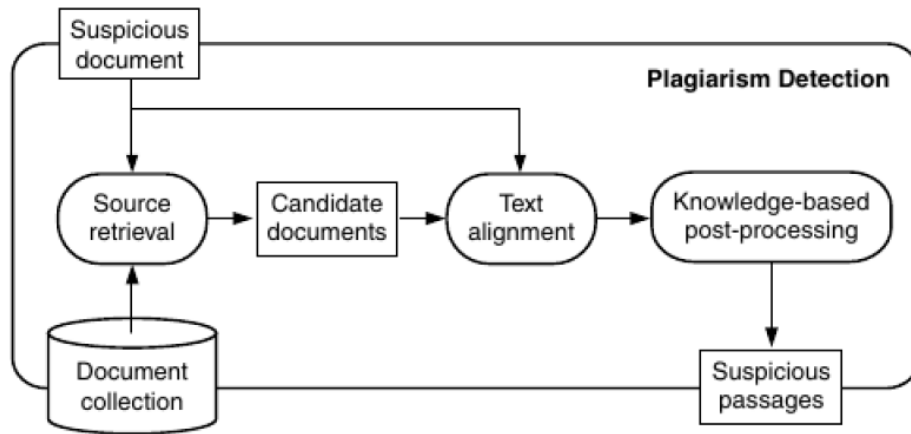 Suspicious
document
Plagiarism Detection
Source
retrieval
Candidate
documents
Text
alignment
Knowledge-based
post-processing
Document
collection
Suspicious
passages